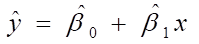 ŷ = β̂₀ + β̂₁x